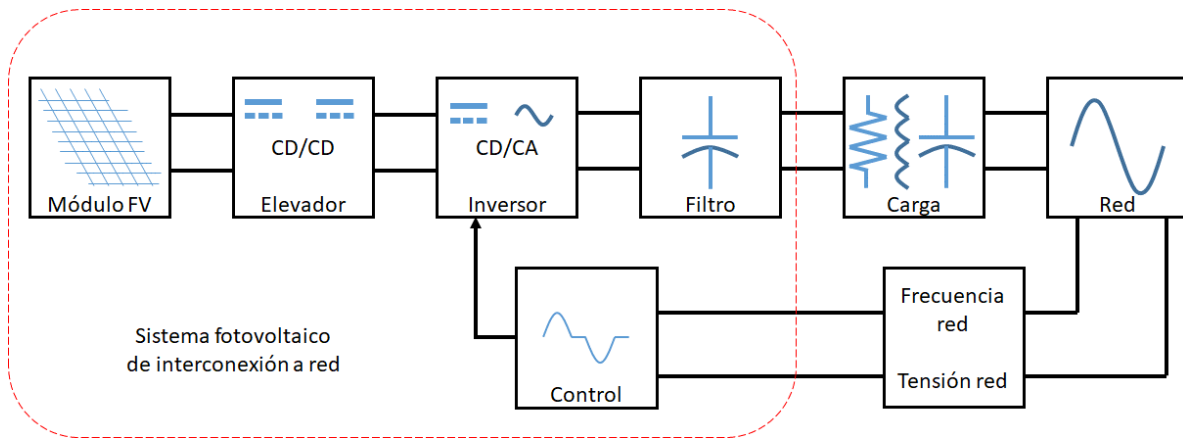 Módulo FV
CD/CD
Elevador
CD/CA
Inversor
Filtro
Carga
Red
Sistema fotovoltaico
de interconexión a red
Control
Frecuencia
red
Tensión red